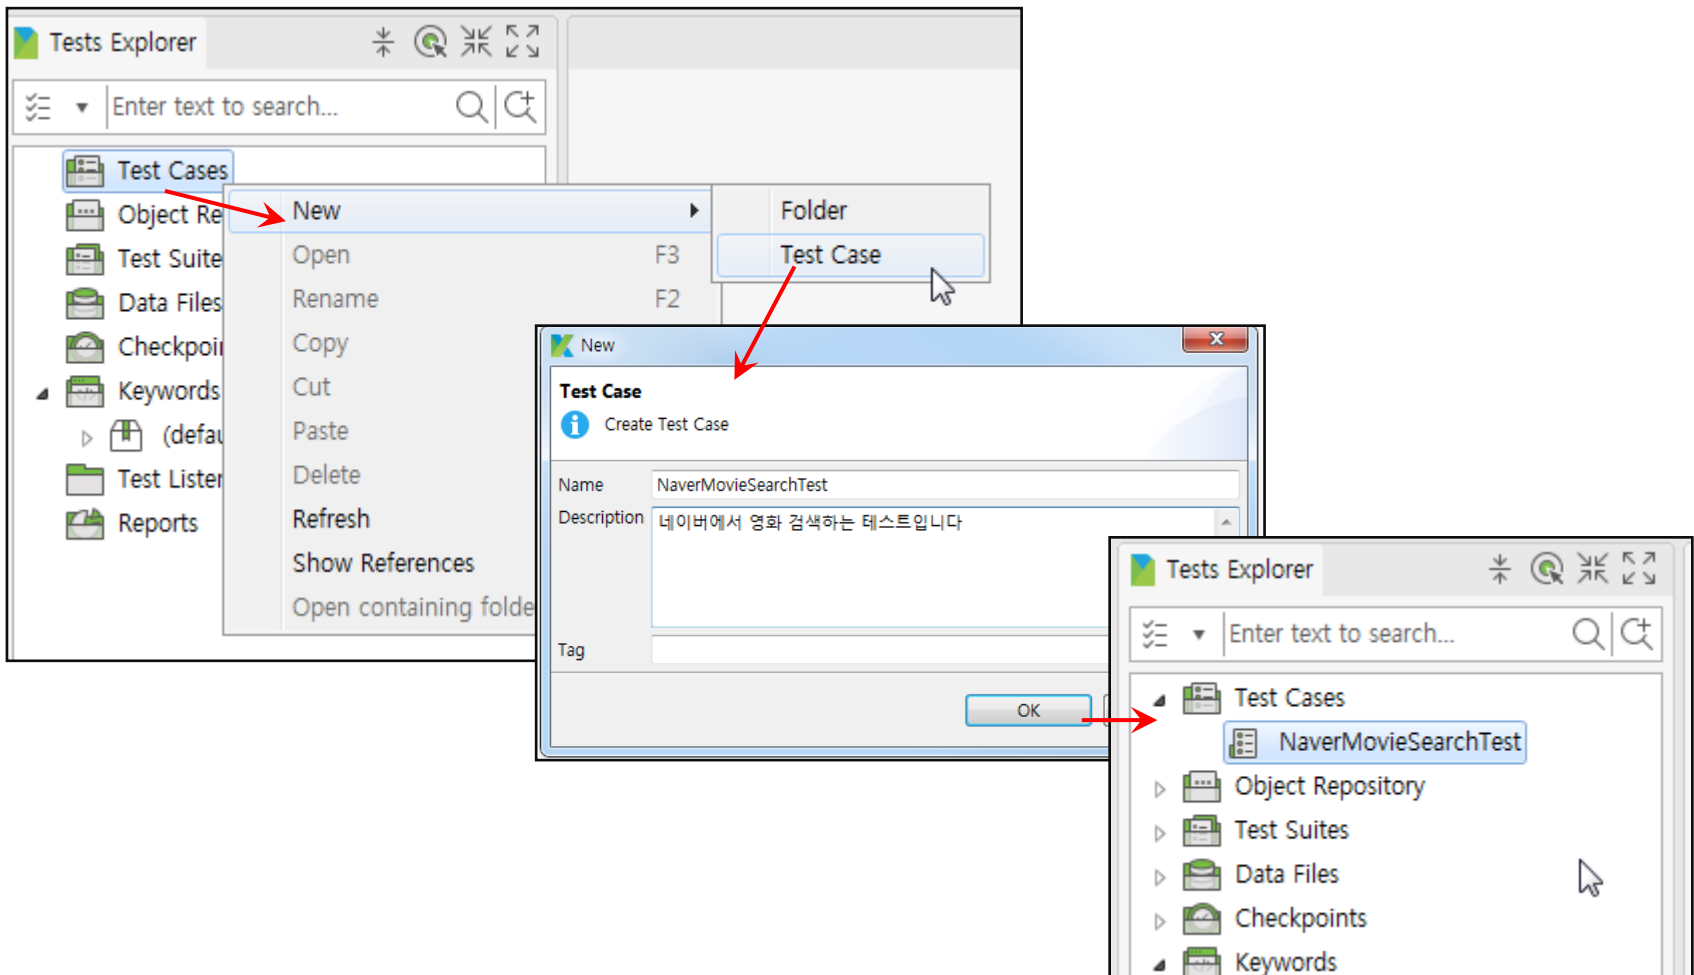 Tests Explorer
Enter text to search...
Test Cases
Object Re
Test Suite
Data Files
Checkpoi
Keywords
(defau
Test Lister
Reports
New
Open F3
Rename F2
Copy
Cut
Paste
Delete
Refresh
Show References
Open containing folde
Folder
Test Case
New
Test Case
Create Test Case
Name NaverMovieSearchTest
Description 네이버에서 영화 검색하는 테스트입니다
Tag
OK
Tests Explorer
Enter text to search...
Test Cases
NaverMovieSearchTest
Object Repository
Test Suites
Data Files
Checkpoints
Keywords